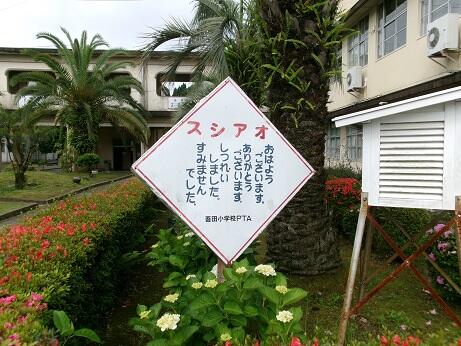 オアシス
おはよう
ございます。
ありがとう
ございます。
しつれい
しました。
すみません
でした。
吾田小学校PTA